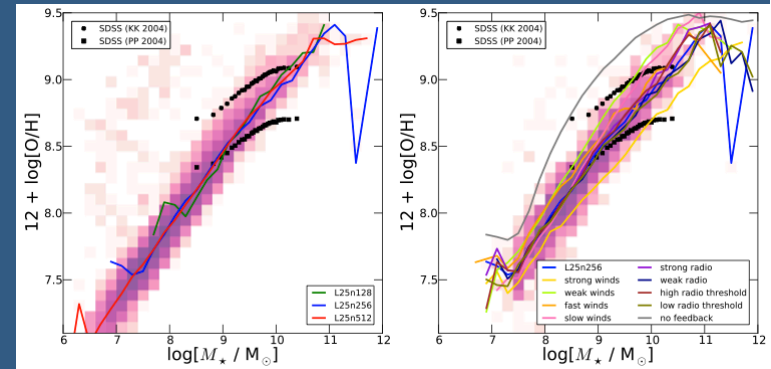 9.5
9.0
8.5
8.0
7.5
12 + log[O/H]
SDSS (KK 2004)
SDSS (PP 2004)
L25n128
L25n256
L25n512
6 7 8 9 10 11 12
log[M⋆ / M⊙]
9.5
9.0
8.5
8.0
7.5
12 + log[O/H]
SDSS (KK 2004)
SDSS (PP 2004)
L25n256
strong winds
weak winds
fast winds
slow winds
strong radio
weak radio
high radio threshold
low radio threshold
no feedback
6 7 8 9 10 11 12
log[M⋆ / M⊙]